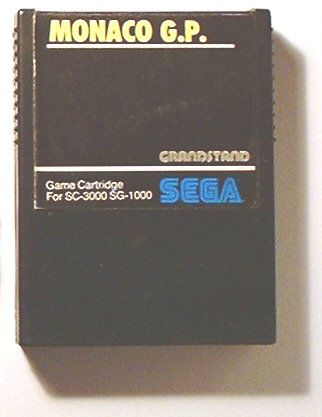 MONACO G.P.
GRANDSTAND
Game Cartridge
For SC-3000 SG-1000
SEGA